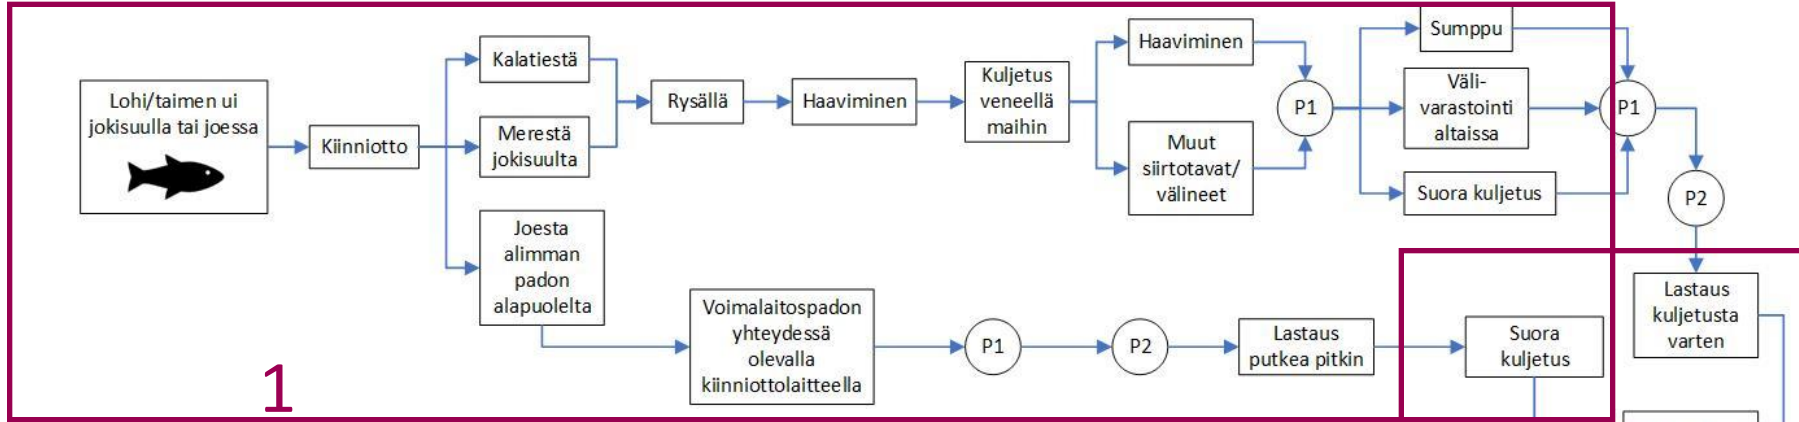 Lohi/taimen ui
jokisuulla tai joessa
Kiinniotto
Kalatiestä
Merestä
jokisuulta
Joesta
alimman
padon
alapuolelta
Rysällä
Haaviminen
Kuljetus
veneellä
maihin
Haaviminen
Muut
siirtotavat/
välineet
P1
Sumppu
Väli-
varastointi
altaissa
Suora kuljetus
P1
P2
Lastaus
kuljetusta
varten
Voimalaitospadon
yhteydessä
olevalla
kiinniottolaitteella
P1
P2
Lastaus
putkea pitkin
Suora
kuljetus
1